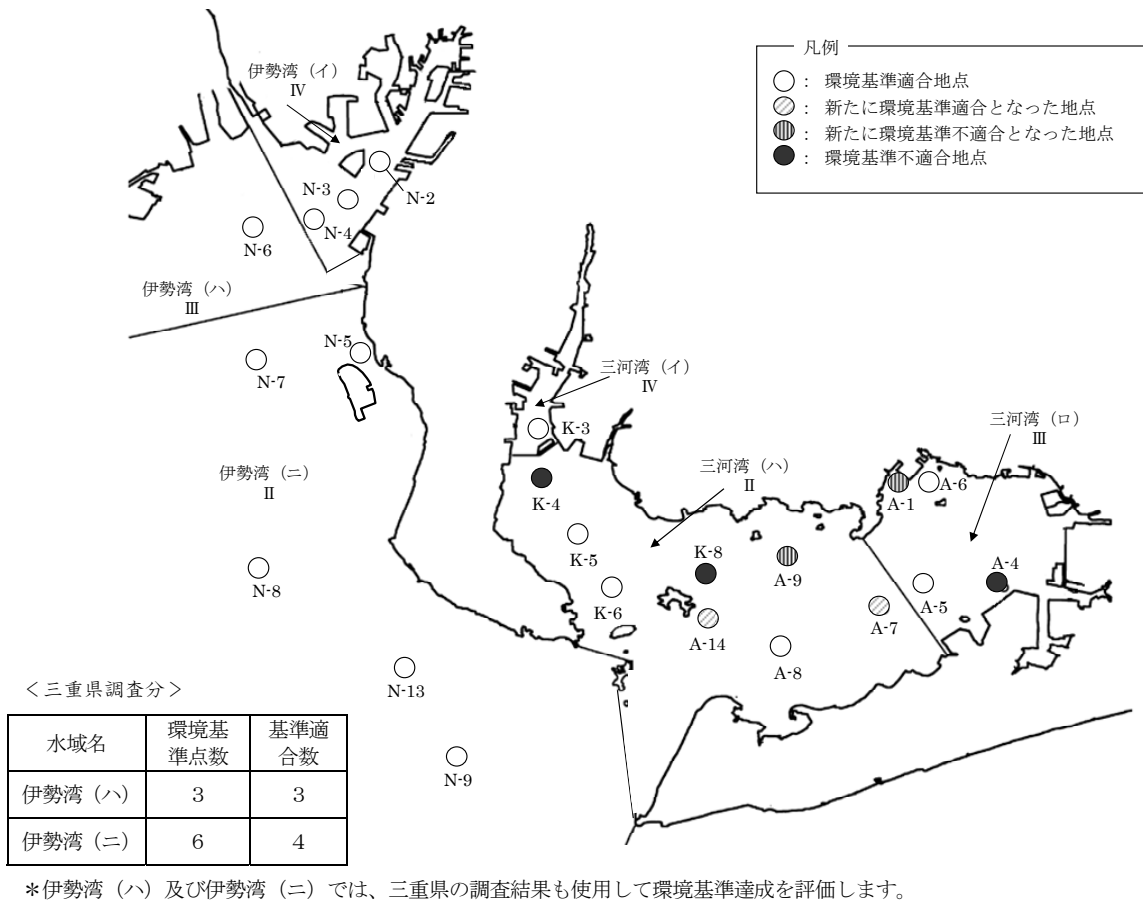 凡例
○ : 環境基準適合地点
: 新たに環境基準適合となった地点
: 新たに環境基準不適合となった地点
● : 環境基準不適合地点
伊勢湾（イ）
Ⅳ
N-3
N-2
N-4
N-6
伊勢湾（ハ）
Ⅲ
N-5
N-7
三河湾（イ）
Ⅳ
K-3
三河湾（ロ）
Ⅲ
伊勢湾（ニ）
Ⅱ
三河湾（ハ）
Ⅱ
K-4
A-1
A-6
K-5
K-8
A-9
A-4
N-8
K-6
A-5
A-7
A-14
A-8
N-13
N-9
＜三重県調査分＞
水域名 環境基準点数 基準適合数
伊勢湾（ハ） 3 3
伊勢湾（ニ） 6 4
＊伊勢湾（ハ）及び伊勢湾（ニ）では、三重県の調査結果も使用して環境基準達成を評価します。